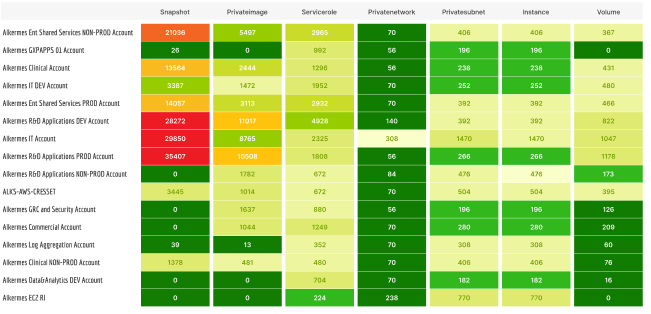 Snapshot Privateimage Servicerole Privatenetwork Privatesubnet Instance Volume
Alkermes Ent Shared Services NON-PROD Account 21036 5497 3965 70 406 406 367
Alkermes GXPAPPS 01 Account 26 0 992 56 196 196 0
Alkermes Clinical Account 13564 2444 1296 56 238 238 431
Alkermes IT DEV Account 3387 1472 1952 70 252 252 480
Alkermes Ent Shared Services PROD Account 14057 3113 2932 70 392 392 466
Alkermes R&D Applications DEV Account 28272 11017 4928 140 392 392 822
Alkermes IT Account 29850 8765 2325 308 1470 1470 1047
Alkermes R&D Applications PROD Account 35407 10508 1808 56 266 266 1178
Alkermes R&D Applications NON-PROD Account 0 1782 672 84 476 476 173
ALKS-AWS-CRESSET 3445 1014 672 70 504 504 395
Alkermes GRC and Security Account 0 1637 880 56 196 196 126
Alkermes Commercial Account 0 1044 1249 70 280 280 209
Alkermes Log Aggregation Account 39 13 352 70 308 308 60
Alkermes Clinical NON-PROD Account 1378 481 480 70 406 406 76
Alkermes Data&Analytics DEV Account 0 0 704 70 182 182 16
Alkermes EC2 RI 0 0 224 238 770 770 0